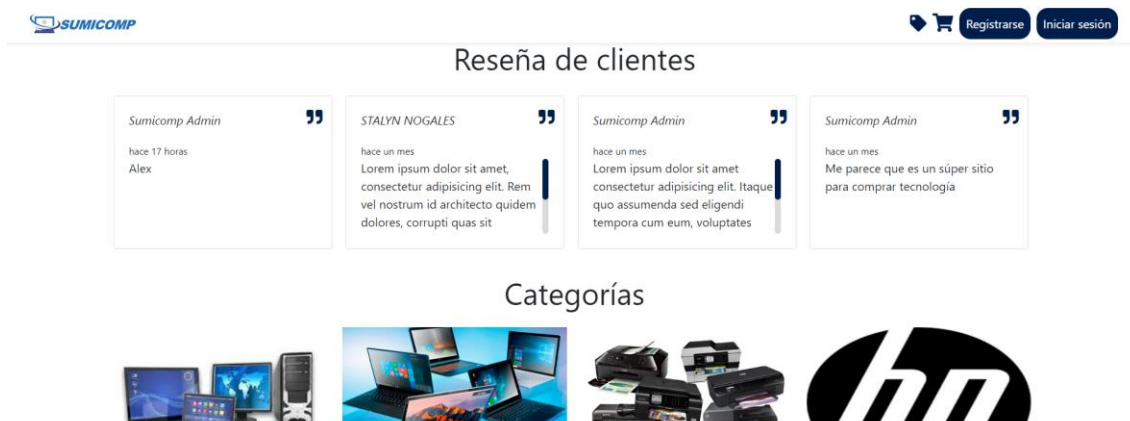 SUMICOMP
Registrarse
Iniciar sesión
Reseña de clientes
Sumicomp Admin
hace 17 horas
Alex
STALYN NOGALES
hace un mes
Lorem ipsum dolor sit amet,
consectetur adipisicing elit. Rem
vel nostrum id architecto quidem
dolores, corrupti quas sit
Sumicomp Admin
hace un mes
Lorem ipsum dolor sit amet
consectetur adipisicing elit. Itaque
quo assumenda sed eligendi
tempora cum eum, voluptates
Sumicomp Admin
hace un mes
Me parece que es un súper sitio
para comprar tecnología
Categorías
hp